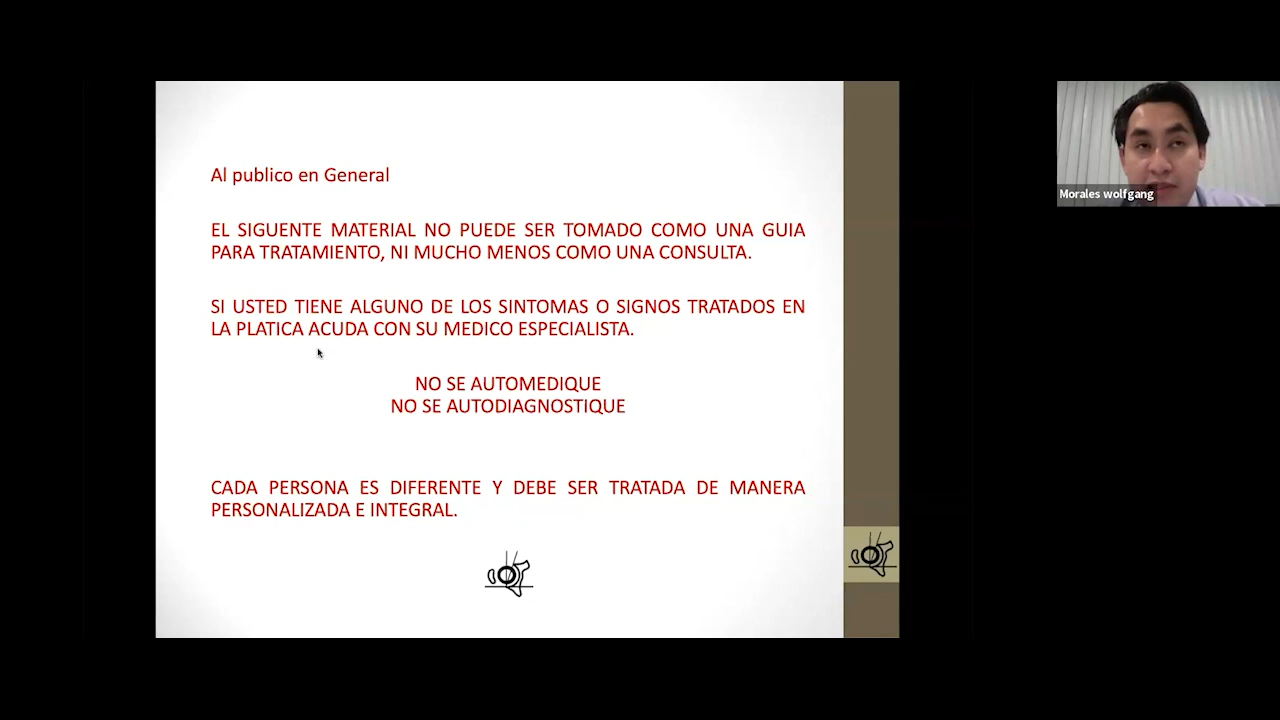 Al publico en General
EL SIGUENTE MATERIAL NO PUEDE SER TOMADO COMO UNA GUIA
PARA TRATAMIENTO, NI MUCHO MENOS COMO UNA CONSULTA.
SI USTED TIENE ALGUNO DE LOS SINTOMAS O SIGNOS TRATADOS EN
LA PLATICA ACUDA CON SU MEDICO ESPECIALISTA.
NO SE AUTOMEDIQUE
NO SE AUTODIAGNOSTIQUE
CADA PERSONA ES DIFERENTE Y DEBE SER TRATADA DE MANERA
PERSONALIZADA E INTEGRAL.
Morales wolfgang